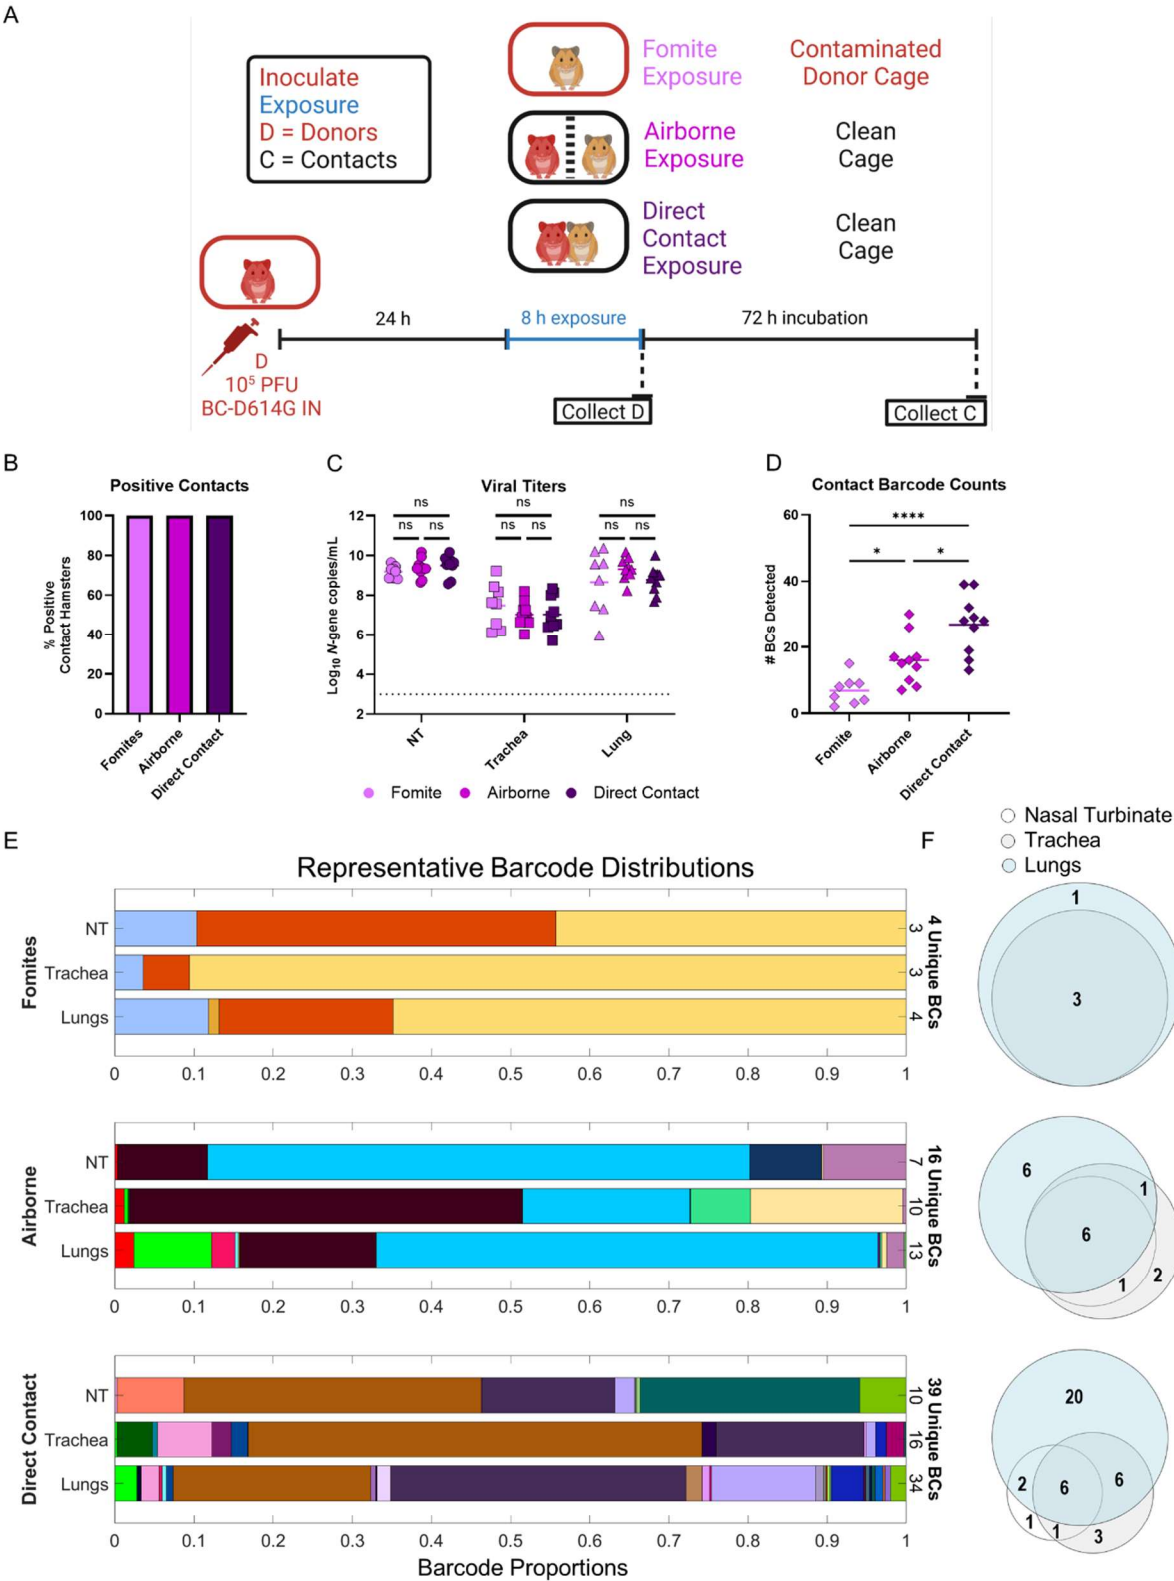 A
Inoculate
Exposure
D = Donors
C = Contacts
Fomite
Exposure
Contaminated
Donor Cage
Airborne
Exposure
Clean
Cage
Direct
Contact
Exposure
Clean
Cage
24 h
8 h exposure
72 h incubation
D
10⁵ PFU
BC-D614G IN
Collect D
Collect C
B
Positive Contacts
% Positive
Contact Hamsters
100
80
60
40
20
0
Fomites
Airborne
Direct Contact
C
Viral Titers
ns
ns
ns
ns
ns
ns
ns
ns
ns
Log₁₀ N-gene copies/mL
12
10
8
6
4
2
NT
Trachea
Lung
Fomite
Airborne
Direct Contact
D
Contact Barcode Counts
****
*
*
# BCs Detected
60
40
20
0
Fomite
Airborne
Direct Contact
E
Representative Barcode Distributions
Fomites
NT
Trachea
Lungs
3
3
4
4 Unique BCs
0 0.1 0.2 0.3 0.4 0.5 0.6 0.7 0.8 0.9 1
Airborne
NT
Trachea
Lungs
7
10
13
16 Unique BCs
0 0.1 0.2 0.3 0.4 0.5 0.6 0.7 0.8 0.9 1
Direct Contact
NT
Trachea
Lungs
10
16
34
39 Unique BCs
0 0.1 0.2 0.3 0.4 0.5 0.6 0.7 0.8 0.9 1
Barcode Proportions
F
Nasal Turbinate
Trachea
Lungs
1
3
6
1
6
1
2
20
2
6
6
1
1
3